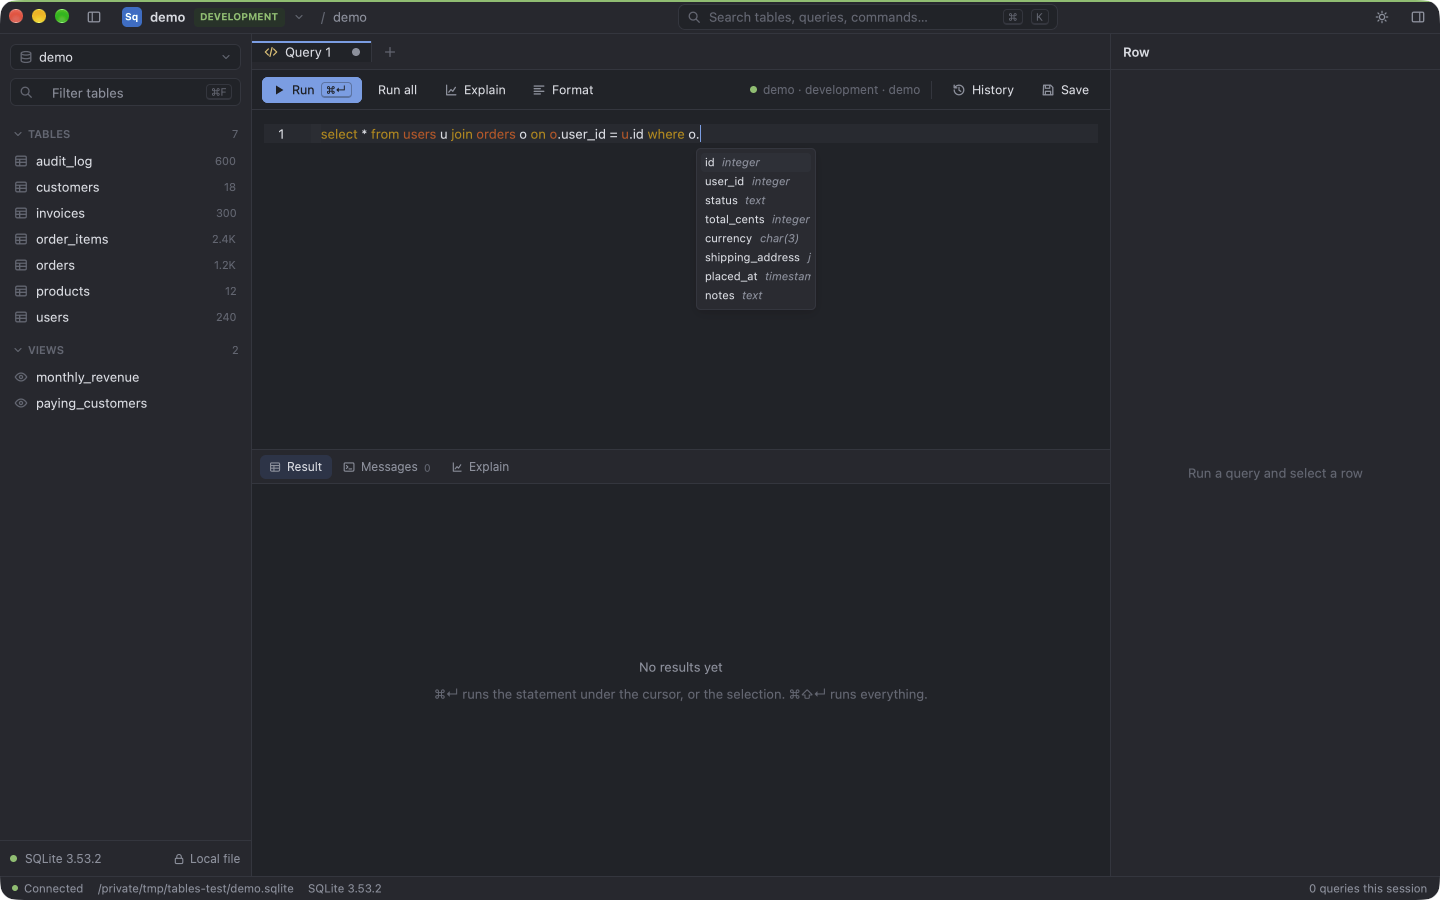 Sq demo DEVELOPMENT / demo
Search tables, queries, commands... ⌘ K
demo
Filter tables ⌘F
TABLES 7
audit_log 600
customers 18
invoices 300
order_items 2.4K
orders 1.2K
products 12
users 240
VIEWS 2
monthly_revenue
paying_customers
SQLite 3.53.2 Local file
Query 1
Run ⌘↵ Run all Explain Format demo · development · demo History Save
1 select * from users u join orders o on o.user_id = u.id where o.
id integer
user_id integer
status text
total_cents integer
currency char(3)
shipping_address j
placed_at timestam
notes text
Result Messages 0 Explain
No results yet
⌘↵ runs the statement under the cursor, or the selection. ⌘⇧↵ runs everything.
Row
Run a query and select a row
Connected /private/tmp/tables-test/demo.sqlite SQLite 3.53.2 0 queries this session